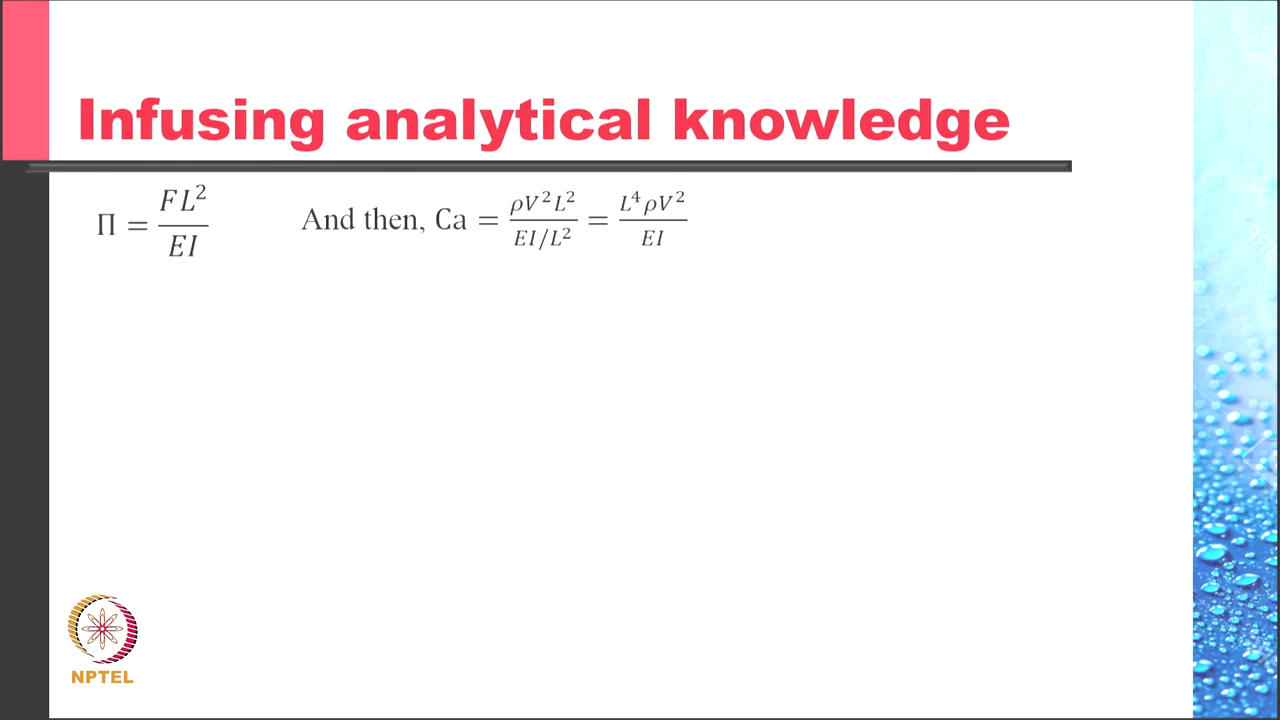 Infusing analytical knowledge
Π = FL²/EI And then, Ca = ρV²L²/(EI/L²) = L⁴ρV²/EI
NPTEL